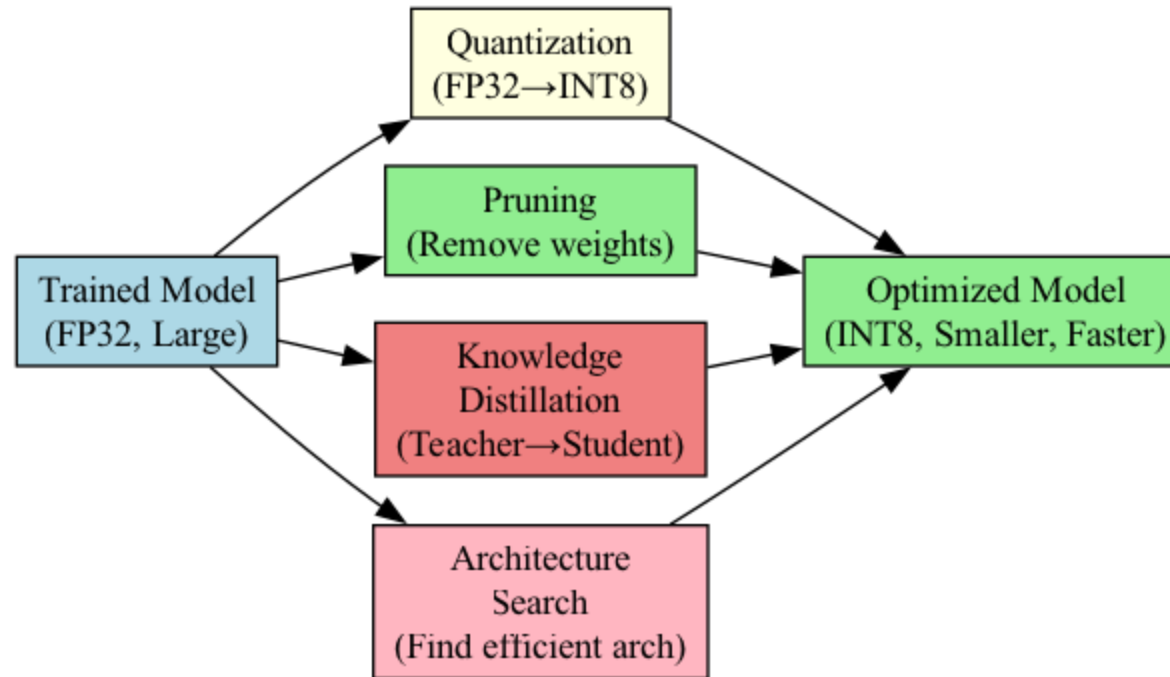 Quantization
(FP32→INT8)
Pruning
(Remove weights)
Trained Model
(FP32, Large)
Optimized Model
(INT8, Smaller, Faster)
Knowledge
Distillation
(Teacher→Student)
Architecture
Search
(Find efficient arch)